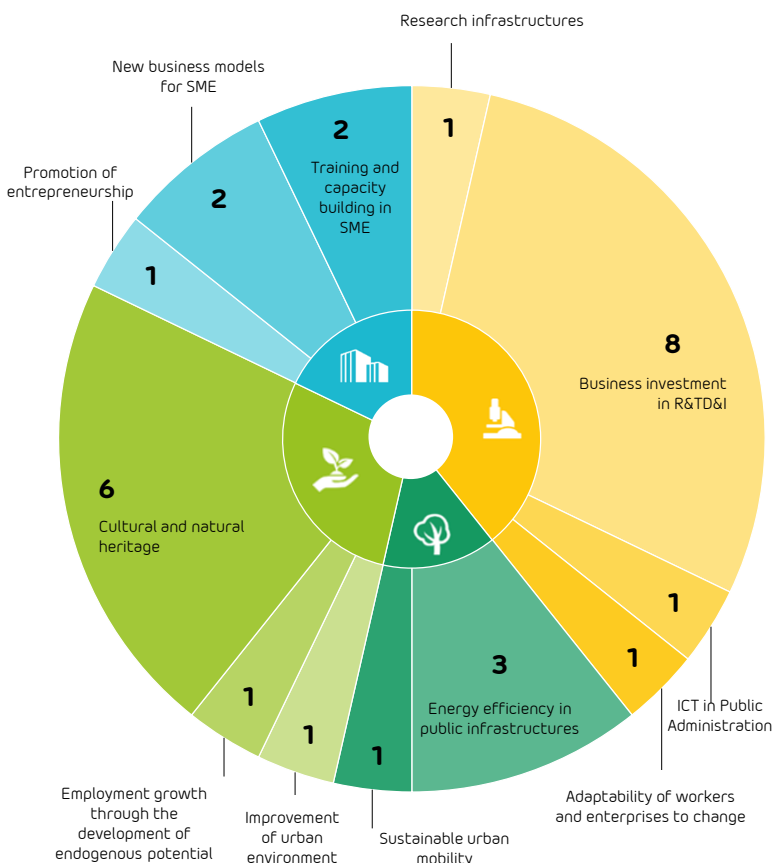 Research infrastructures
1
8
Business investment
in R&TD&I
1
ICT in Public
Administration
1
Adaptability of workers
and enterprises to change
3
Energy efficiency in
public infrastructures
1
Sustainable urban
mobility
1
Improvement
of urban
environment
1
Employment growth
through the
development of
endogenous potential
6
Cultural and natural
heritage
1
Promotion of
entrepreneurship
2
New business models
for SME
2
Training and
capacity
building in
SME